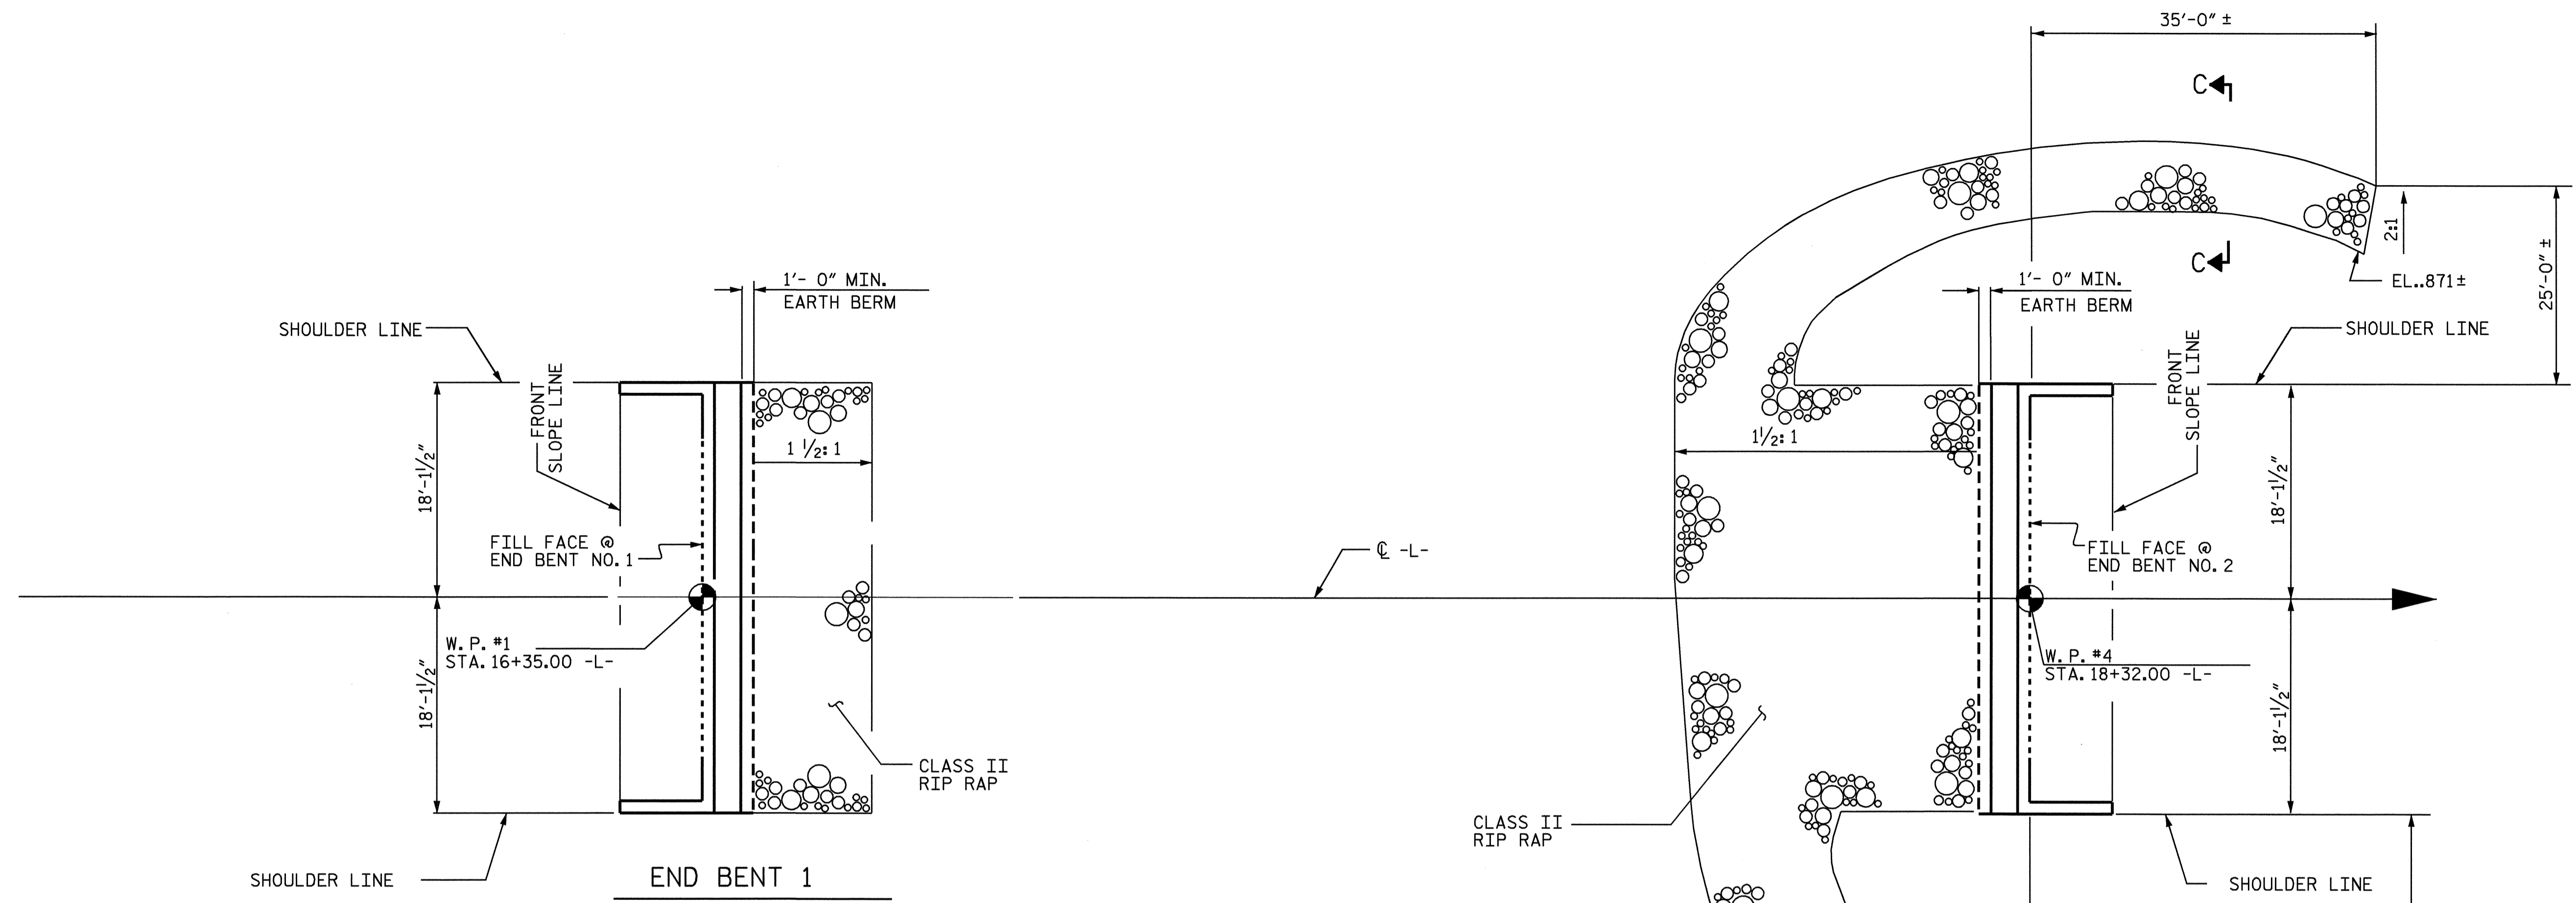 35'-0" ±
C
C
2:1
25'-0" ±
EL..871±
1'- 0" MIN.
EARTH BERM
1'- 0" MIN.
EARTH BERM
SHOULDER LINE
SHOULDER LINE
FRONT
SLOPE LINE
FRONT
SLOPE LINE
1 1/2: 1
1 1/2: 1
18'-1 1/2"
18'-1 1/2"
FILL FACE @
END BENT NO. 1
℄ -L-
FILL FACE @
END BENT NO. 2
W. P. #1
STA. 16+35.00 -L-
W. P. #4
STA. 18+32.00 -L-
18'-1 1/2"
18'-1 1/2"
CLASS II
RIP RAP
CLASS II
RIP RAP
SHOULDER LINE
END BENT 1
SHOULDER LINE